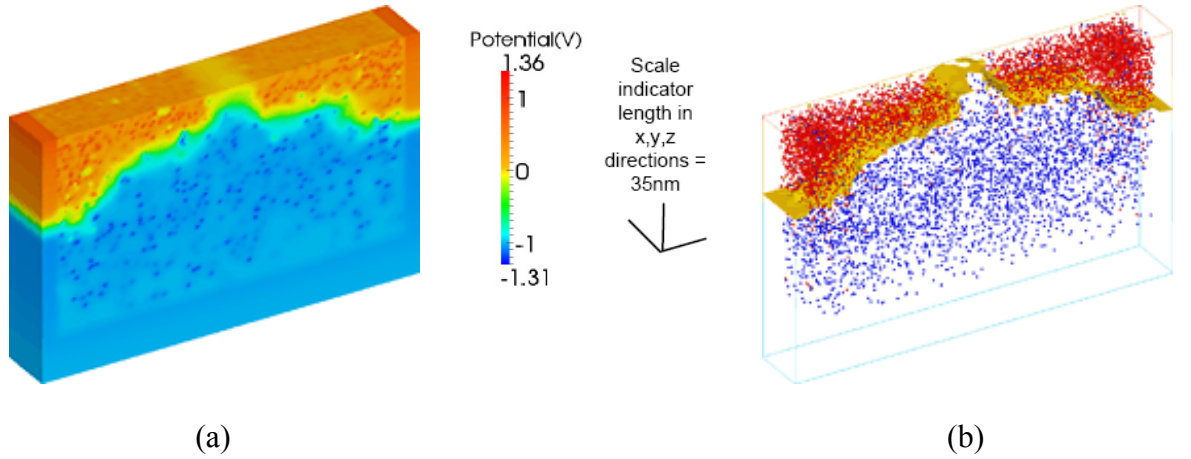 Potential(V)
1.36
1
0
-1
-1.31
Scale
indicator
length in
x,y,z
directions =
35nm
(a)
(b)